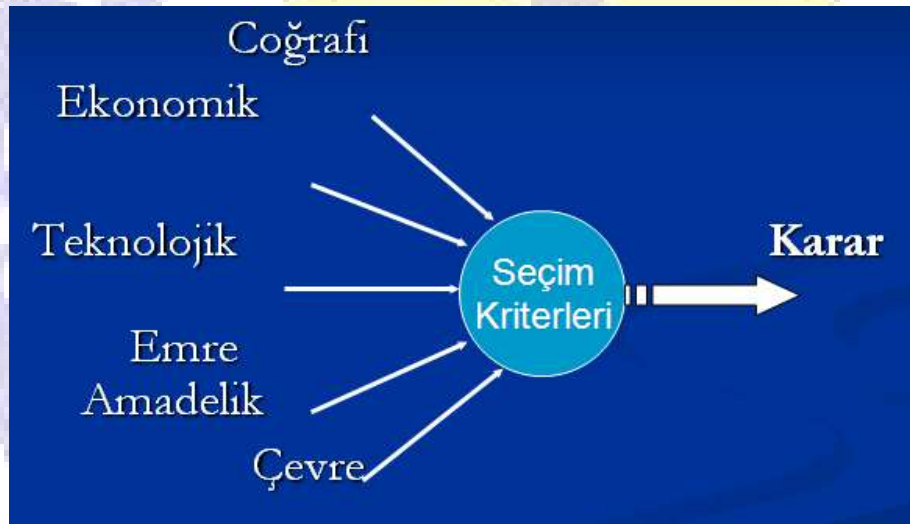 Coğrafi
Ekonomik
Teknolojik
Emre
Amadelik
Çevre
Seçim
Kriterleri
Karar